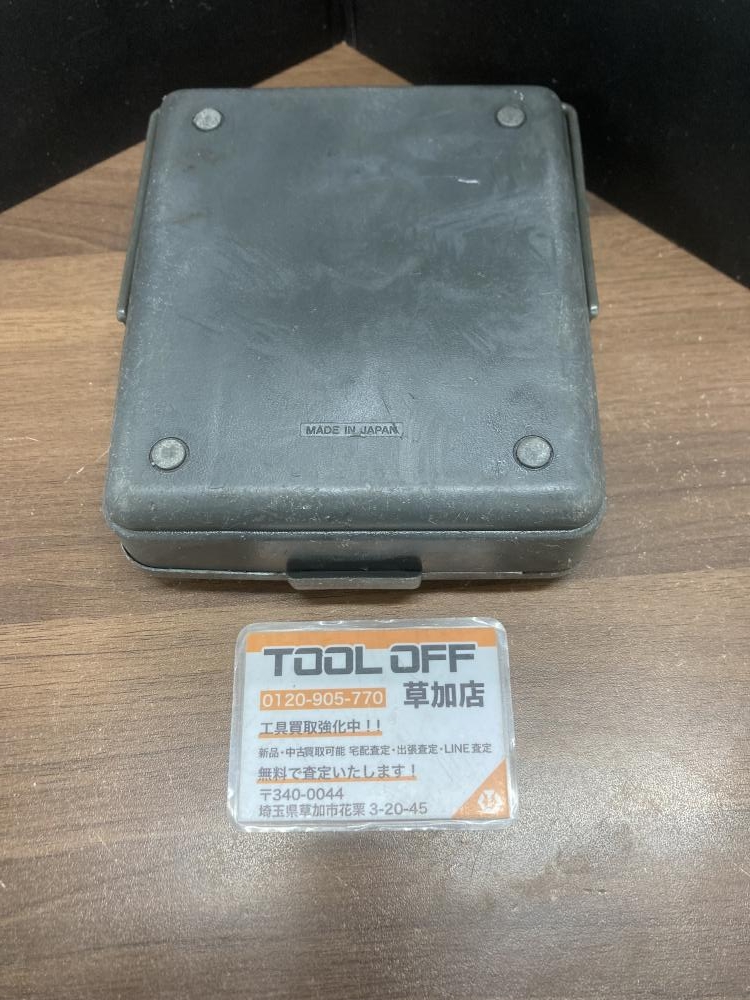 MADE IN JAPAN
TOOL OFF
0120-905-770 草加店
工具買取強化中！！
新品・中古買取可能 宅配査定・出張査定・LINE査定
無料で査定いたします！
〒340-0044
埼玉県草加市花栗 3-20-45